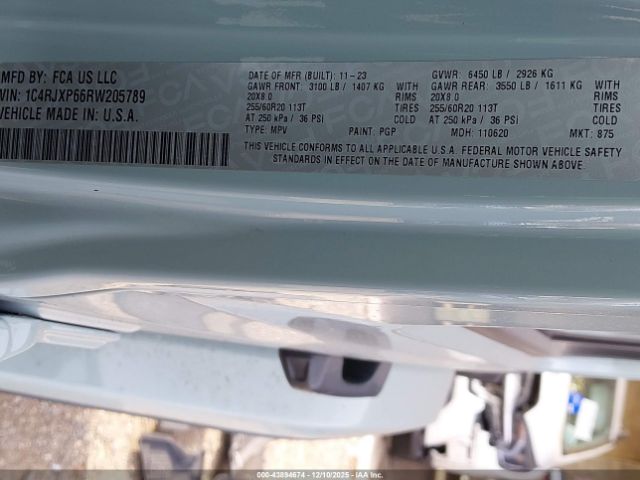 MFD BY: FCA US LLC
VIN: 1C4RJXP66RW205789
VEHICLE MADE IN U.S.A.
DATE OF MFR (BUILT): 11-23 GVWR: 6450 LB / 2926 KG
GAWR FRONT: 3100 LB / 1407 KG WITH GAWR REAR: 3550 LB / 1611 KG WITH
20X8.0 RIMS 20X8.0 RIMS
255/60R20 113T TIRES 255/60R20 113T TIRES
AT 250 kPa / 36 PSI COLD AT 250 kPa / 36 PSI COLD
TYPE: MPV PAINT: PGP MDH: 110620 MKT: 875
THIS VEHICLE CONFORMS TO ALL APPLICABLE U.S.A. FEDERAL MOTOR VEHICLE SAFETY
STANDARDS IN EFFECT ON THE DATE OF MANUFACTURE SHOWN ABOVE.
000-43894674 - 12/10/2025 - IAA Inc.